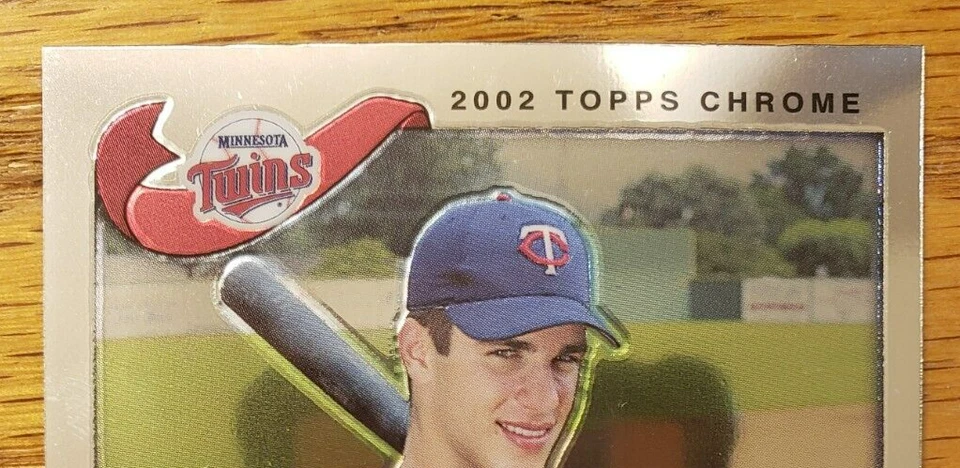 2002 TOPPS CHROME
MINNESOTA
Twins
TC